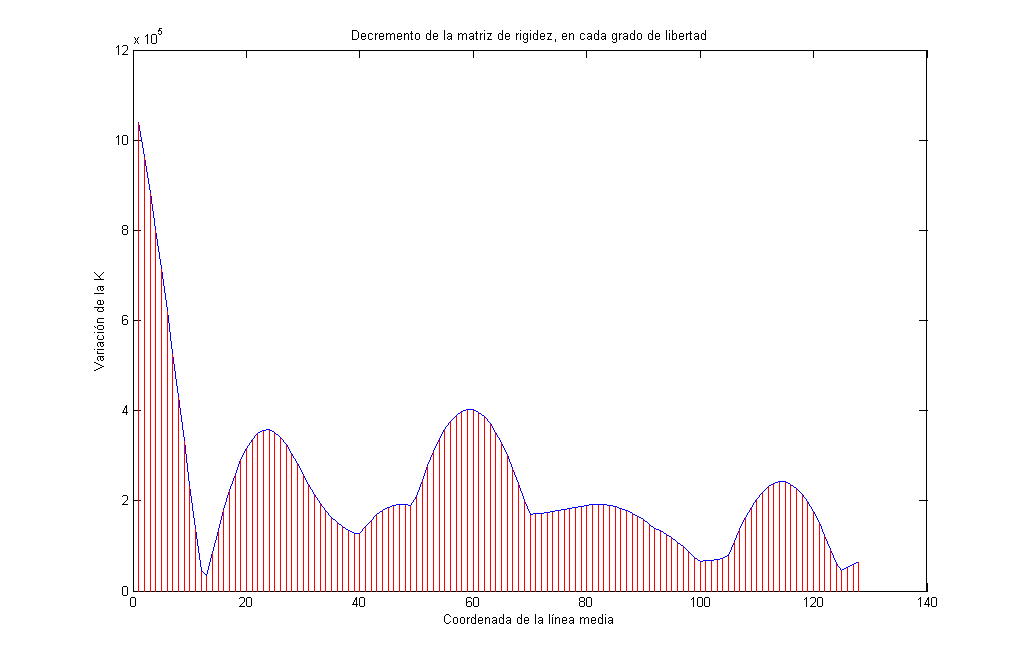 Decremento de la matriz de rigidez, en cada grado de libertad
x 10^5
12
10
8
6
4
2
0
Variación de la K
0 20 40 60 80 100 120 140
Coordenada de la línea media